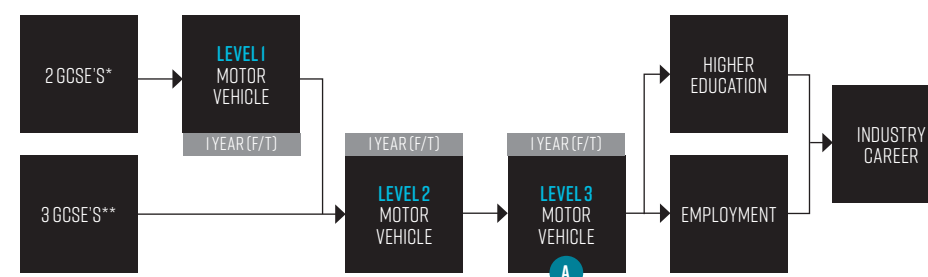 2 GCSE'S*
LEVEL 1
MOTOR
VEHICLE
1 YEAR (F/T)
3 GCSE'S**
1 YEAR (F/T)
LEVEL 2
MOTOR
VEHICLE
1 YEAR (F/T)
LEVEL 3
MOTOR
VEHICLE
A
HIGHER
EDUCATION
EMPLOYMENT
INDUSTRY
CAREER